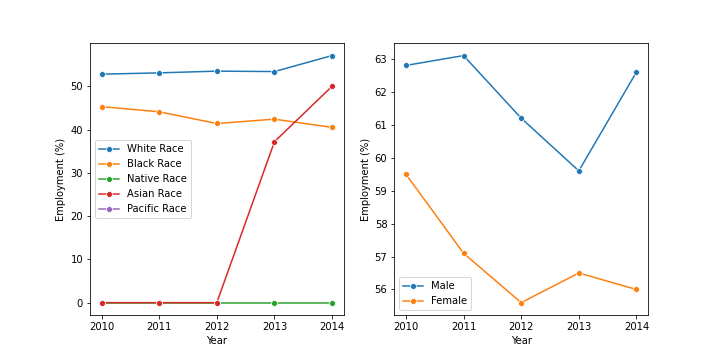 50
40
30
20
10
0
Employment (%)
White Race
Black Race
Native Race
Asian Race
Pacific Race
2010 2011 2012 2013 2014
Year
63
62
61
60
59
58
57
56
Employment (%)
Male
Female
2010 2011 2012 2013 2014
Year